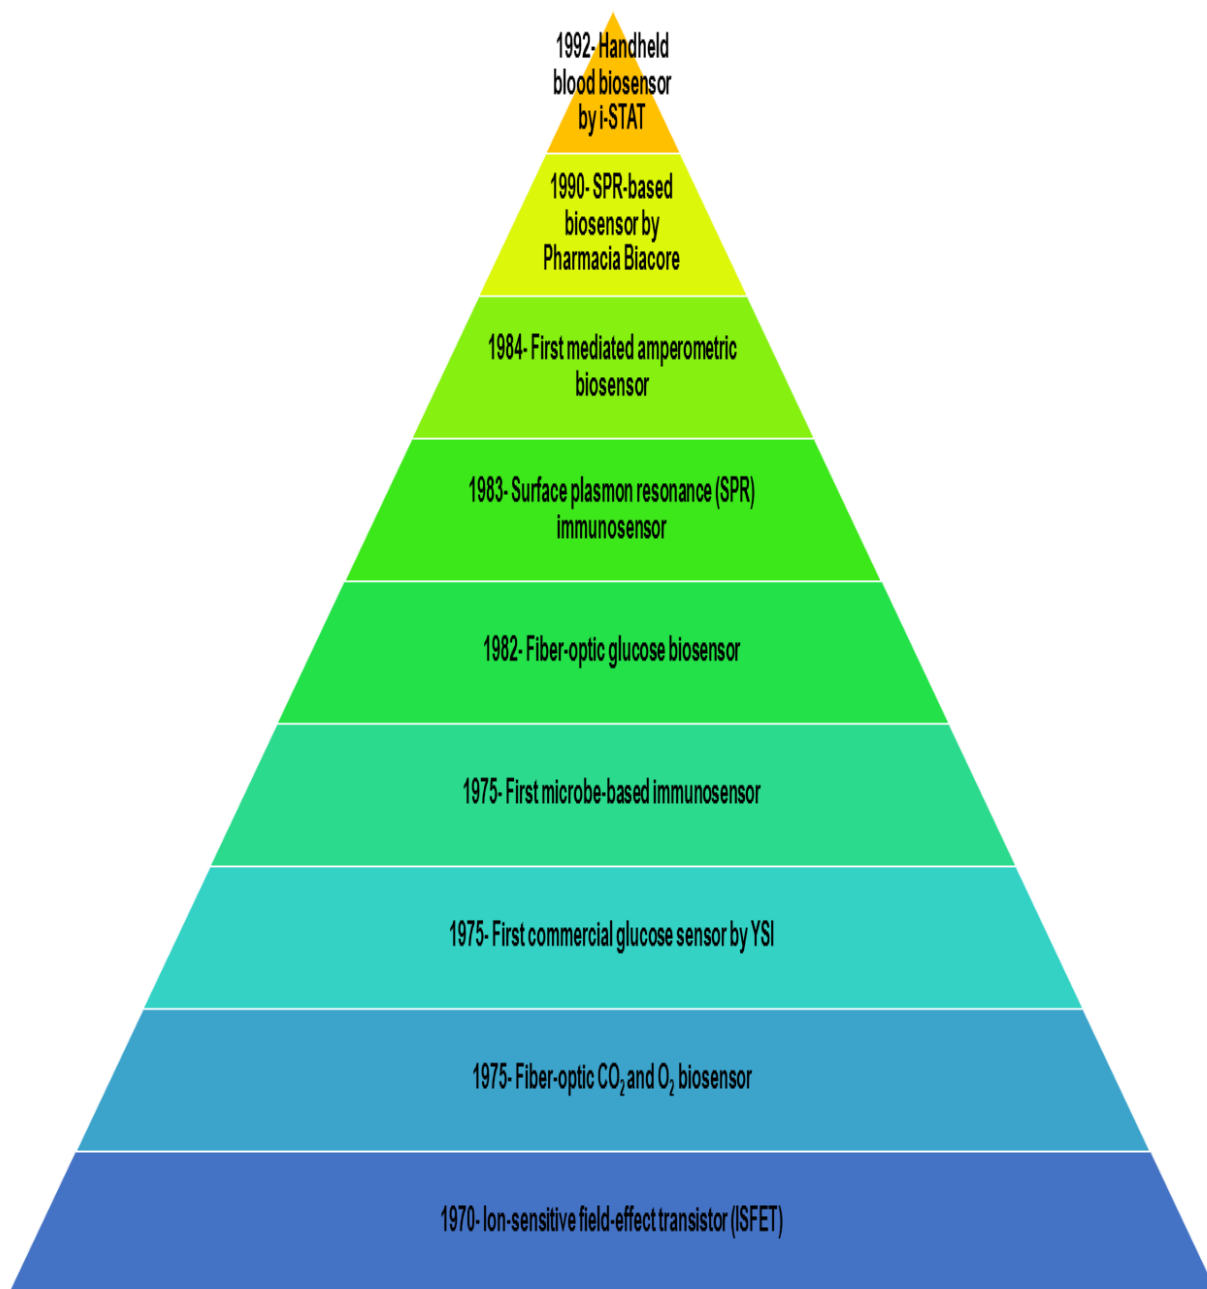 1992- Handheld
blood biosensor
by i-STAT
1990- SPR-based
biosensor by
Pharmacia Biacore
1984- First mediated amperometric
biosensor
1983- Surface plasmon resonance (SPR)
immunosensor
1982- Fiber-optic glucose biosensor
1975- First microbe-based immunosensor
1975- First commercial glucose sensor by YSI
1975- Fiber-optic CO₂ and O₂ biosensor
1970- Ion-sensitive field-effect transistor (ISFET)